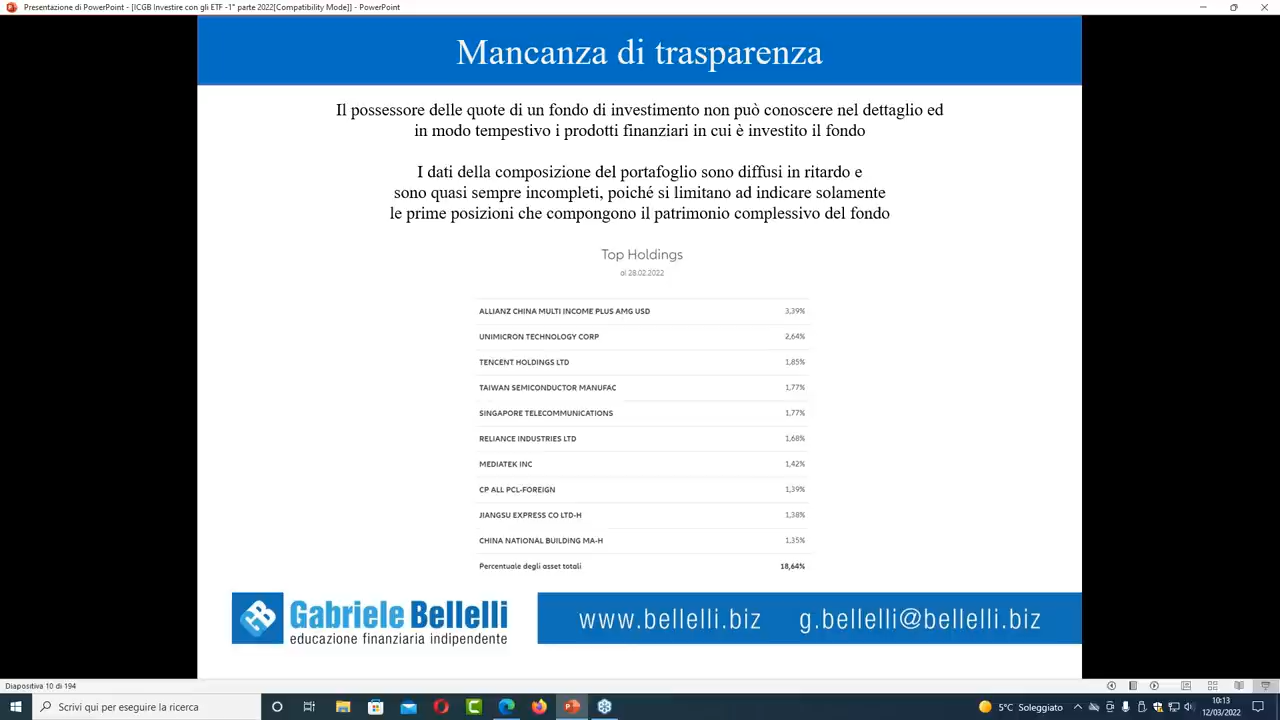 Presentazione di PowerPoint - [ICGB Investire con gli ETF -1° parte 2022[Compatibility Mode]] - PowerPoint
Mancanza di trasparenza
Il possessore delle quote di un fondo di investimento non può conoscere nel dettaglio ed
in modo tempestivo i prodotti finanziari in cui è investito il fondo
I dati della composizione del portafoglio sono diffusi in ritardo e
sono quasi sempre incompleti, poiché si limitano ad indicare solamente
le prime posizioni che compongono il patrimonio complessivo del fondo
Top Holdings
al 28.02.2022
ALLIANZ CHINA MULTI INCOME PLUS AMG USD 3,39%
UNIMICRON TECHNOLOGY CORP 2,64%
TENCENT HOLDINGS LTD 1,85%
TAIWAN SEMICONDUCTOR MANUFAC 1,77%
SINGAPORE TELECOMMUNICATIONS 1,77%
RELIANCE INDUSTRIES LTD 1,68%
MEDIATEK INC 1,42%
CP ALL PCL-FOREIGN 1,39%
JIANGSU EXPRESS CO LTD-H 1,38%
CHINA NATIONAL BUILDING MA-H 1,35%
Percentuale degli asset totali 18,64%
Gabriele Bellelli
educazione finanziaria indipendente
www.bellelli.biz g.bellelli@bellelli.biz
Diapositiva 10 di 194
Scrivi qui per eseguire la ricerca
5°C Soleggiato
10:13
12/03/2022